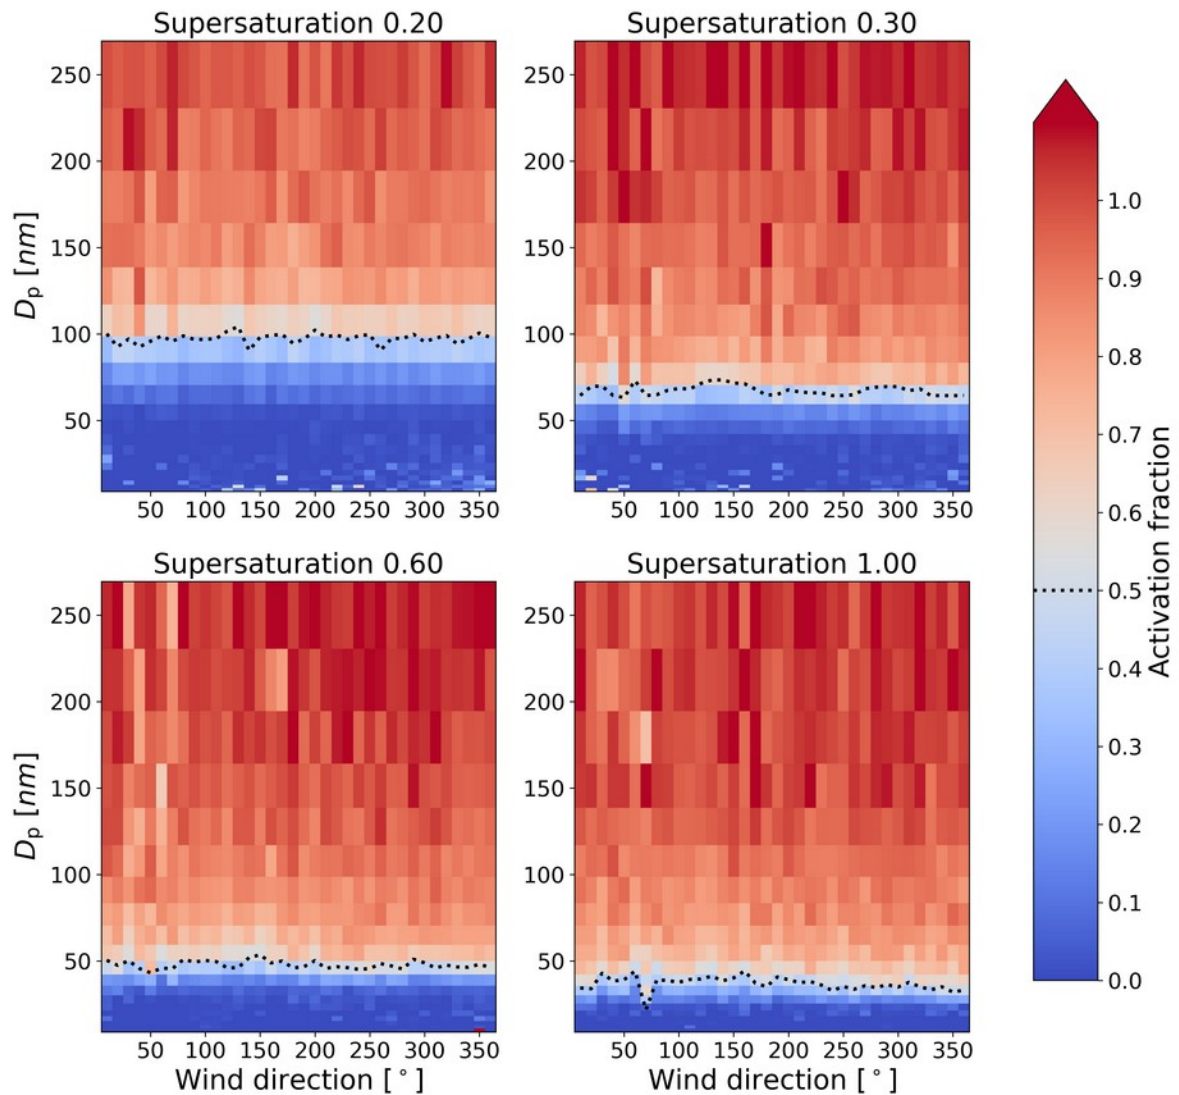 Supersaturation 0.20
Supersaturation 0.30
250
200
150
100
50
D_p [nm]
50 100 150 200 250 300 350
250
200
150
100
50
50 100 150 200 250 300 350
Supersaturation 0.60
Supersaturation 1.00
250
200
150
100
50
D_p [nm]
50 100 150 200 250 300 350
Wind direction [°]
250
200
150
100
50
50 100 150 200 250 300 350
Wind direction [°]
1.0
0.9
0.8
0.7
0.6
0.5
0.4
0.3
0.2
0.1
0.0
Activation fraction